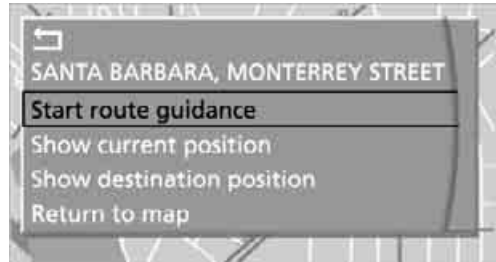 SANTA BARBARA, MONTERREY STREET
Start route guidance
Show current position
Show destination position
Return to map